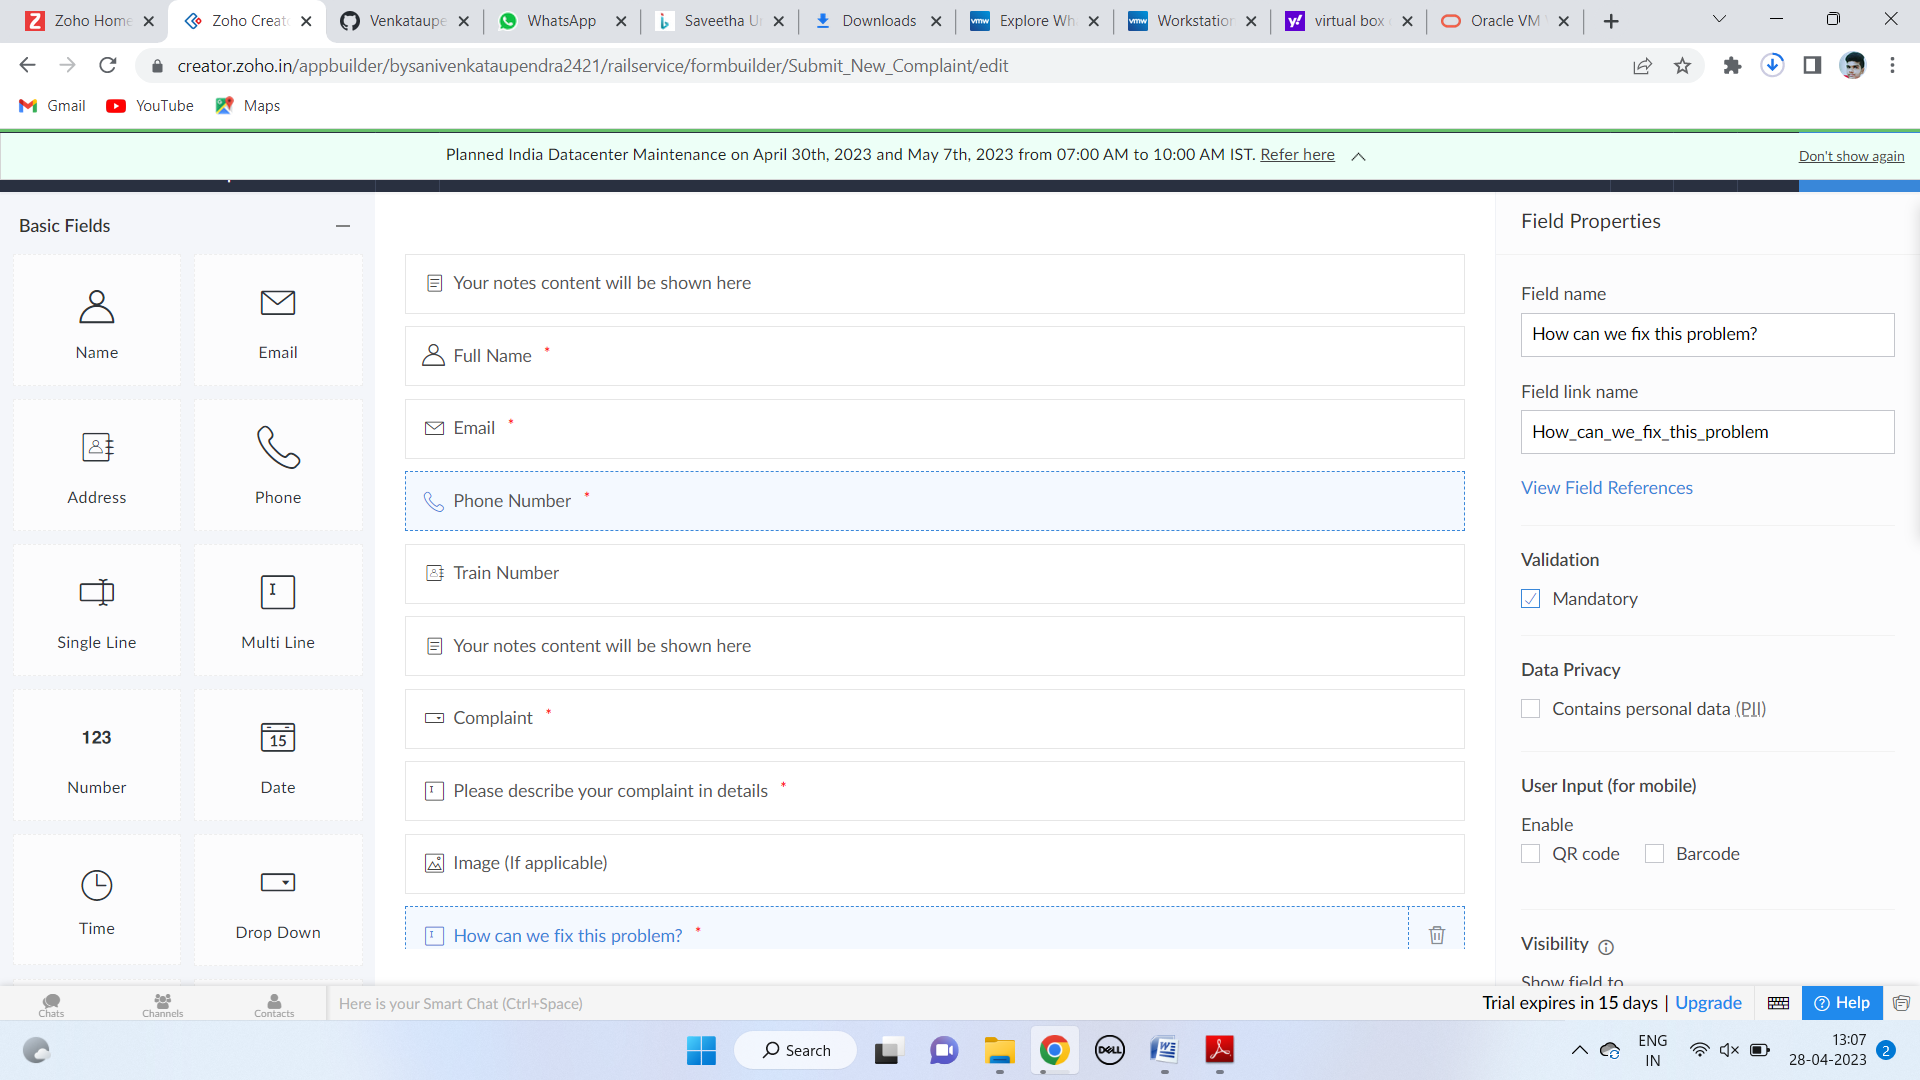 Zoho Home
Zoho Creato
Venkataupe
WhatsApp
Saveetha Un
Downloads
vmw
Explore Wh
vmw
Workstation
y!
virtual box
Oracle VM
creator.zoho.in/appbuilder/bysanivenkataupendra2421/railservice/formbuilder/Submit_New_Complaint/edit
Gmail
YouTube
Maps
Planned India Datacenter Maintenance on April 30th, 2023 and May 7th, 2023 from 07:00 AM to 10:00 AM IST. Refer here
Don't show again
Basic Fields
Name
Email
Address
Phone
Single Line
Multi Line
123
Number
15
Date
Time
Drop Down
Your notes content will be shown here
Full Name *
Email *
Phone Number *
Train Number
Your notes content will be shown here
Complaint *
Please describe your complaint in details *
Image (If applicable)
How can we fix this problem? *
Field Properties
Field name
How can we fix this problem?
Field link name
How_can_we_fix_this_problem
View Field References
Validation
Mandatory
Data Privacy
Contains personal data (PII)
User Input (for mobile)
Enable
QR code
Barcode
Visibility
Show field to
Chats
Channels
Contacts
Here is your Smart Chat (Ctrl+Space)
Trial expires in 15 days | Upgrade
Help
Search
DELL
ENG
IN
13:07
28-04-2023
2